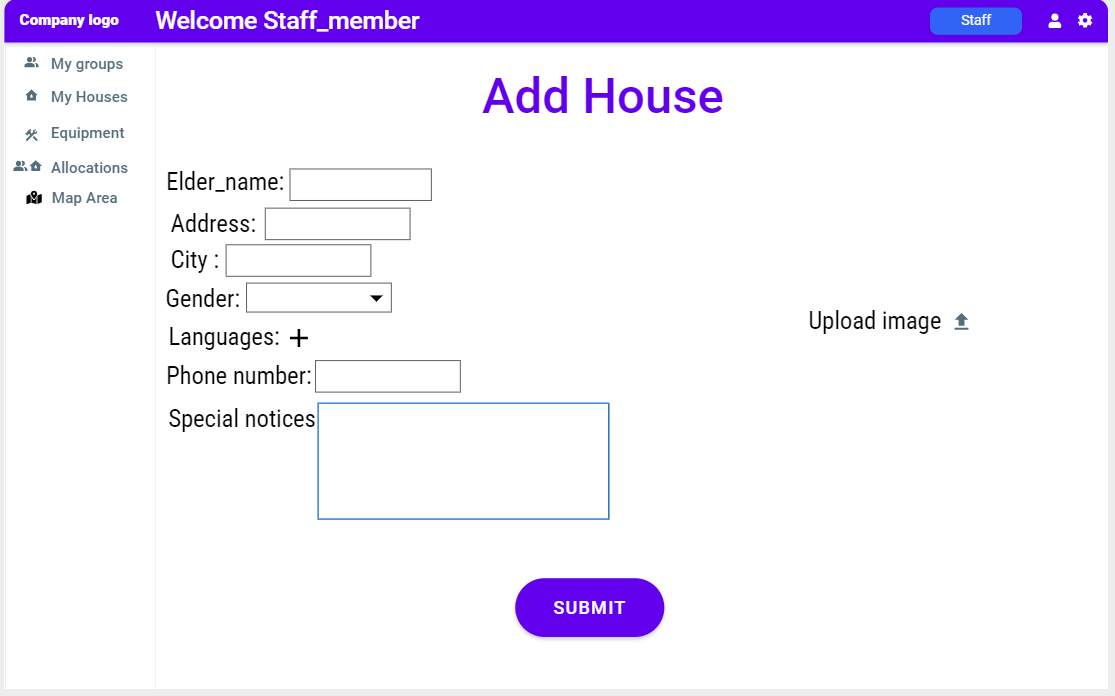 Company logo
Welcome Staff_member
Staff
My groups
My Houses
Equipment
Allocations
Map Area
Add House
Elder_name:
Address:
City :
Gender:
Languages:
Phone number:
Special notices
Upload image
SUBMIT